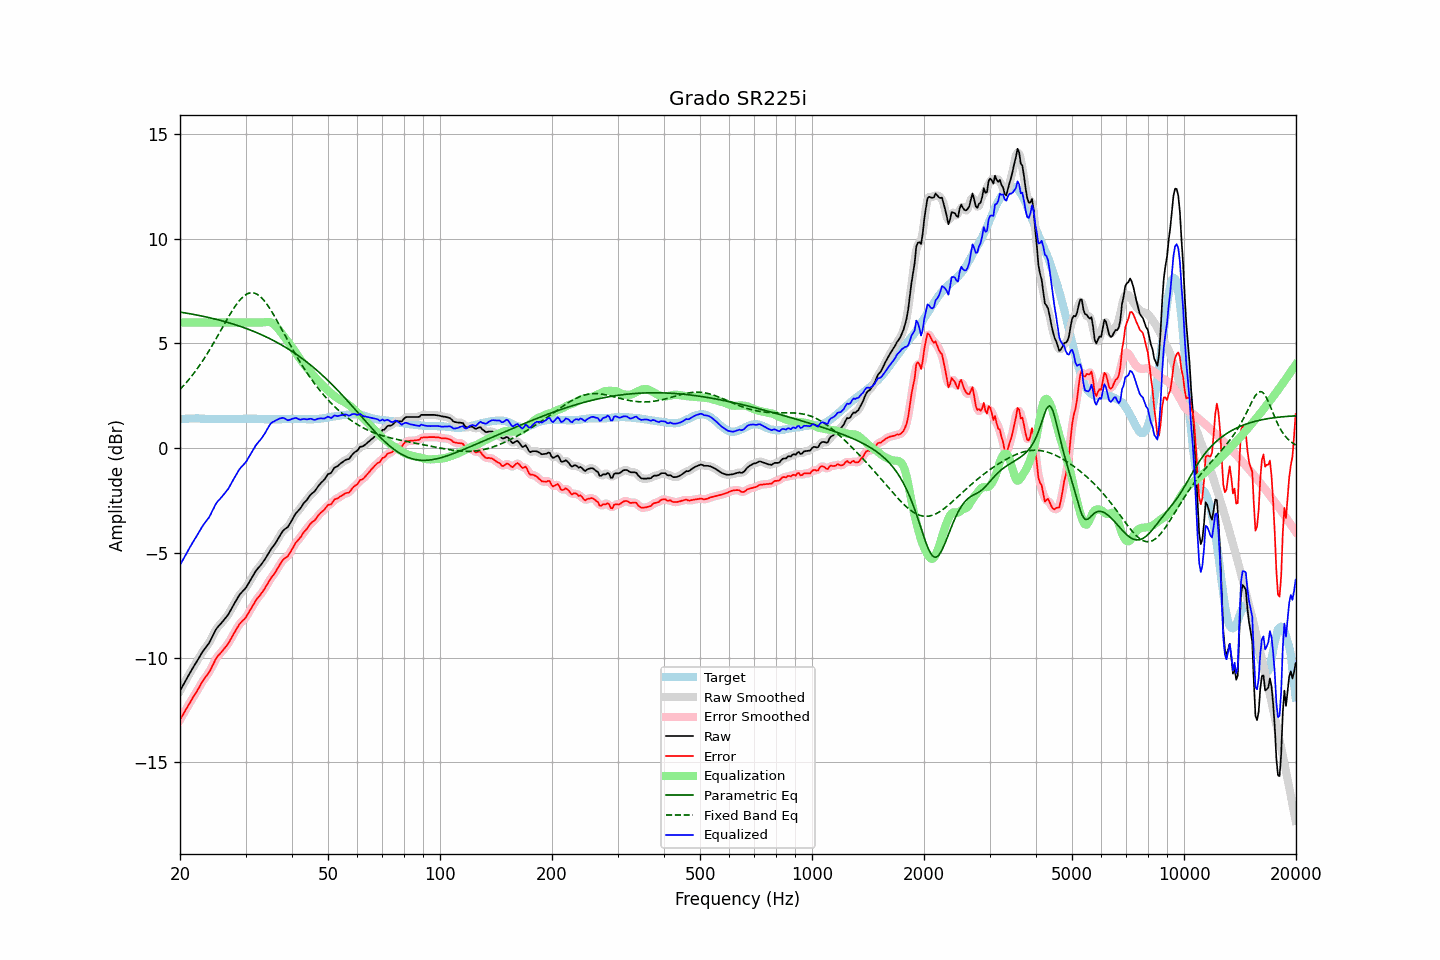 Grado SR225i
Amplitude (dBr)
15
10
5
0
−5
−10
−15
Target
Raw Smoothed
Error Smoothed
Raw
Error
Equalization
Parametric Eq
Fixed Band Eq
Equalized
20
50
100
200
500
1000
2000
5000
10000
20000
Frequency (Hz)